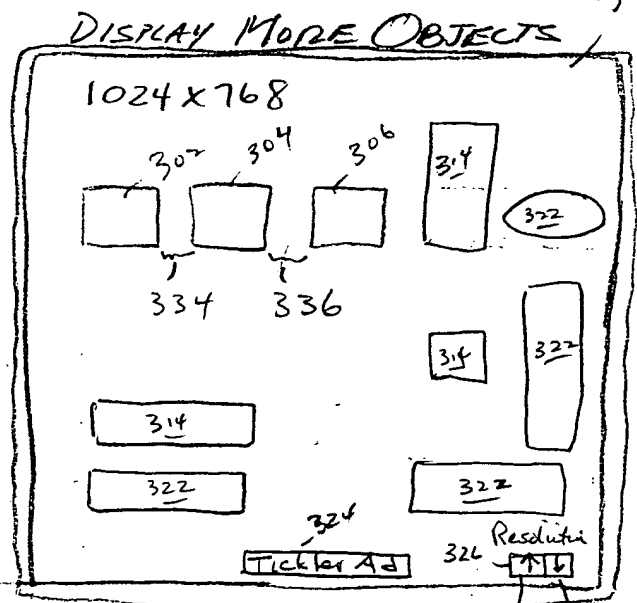 DISPLAY MORE OBJECTS
1024 x 768
302 304 306
314
322
334 336
314 322
314
322 322
324
Tickler Ad
326 Resolution
↑ ↓